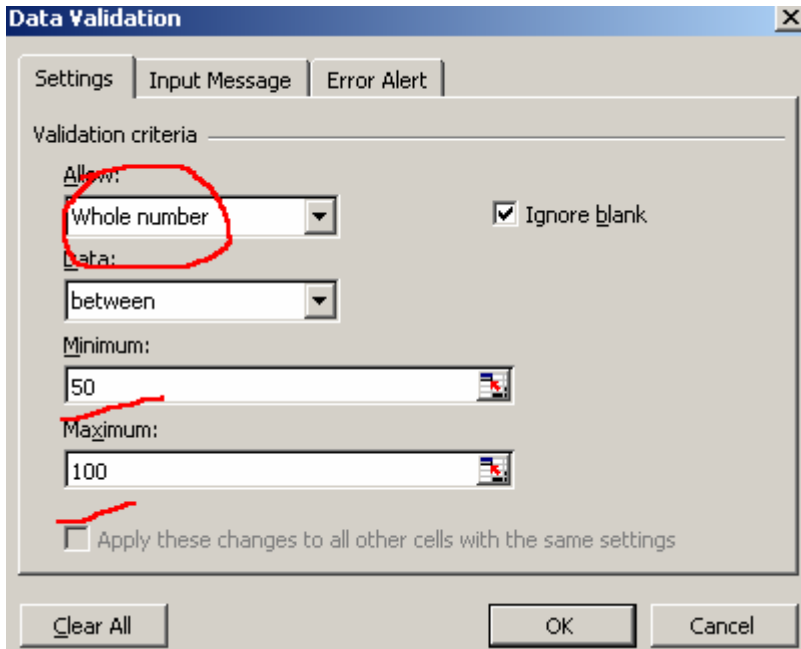 Data Validation
Settings Input Message Error Alert
Validation criteria
Allow:
Whole number
Ignore blank
Data:
between
Minimum:
50
Maximum:
100
Apply these changes to all other cells with the same settings
Clear All OK Cancel